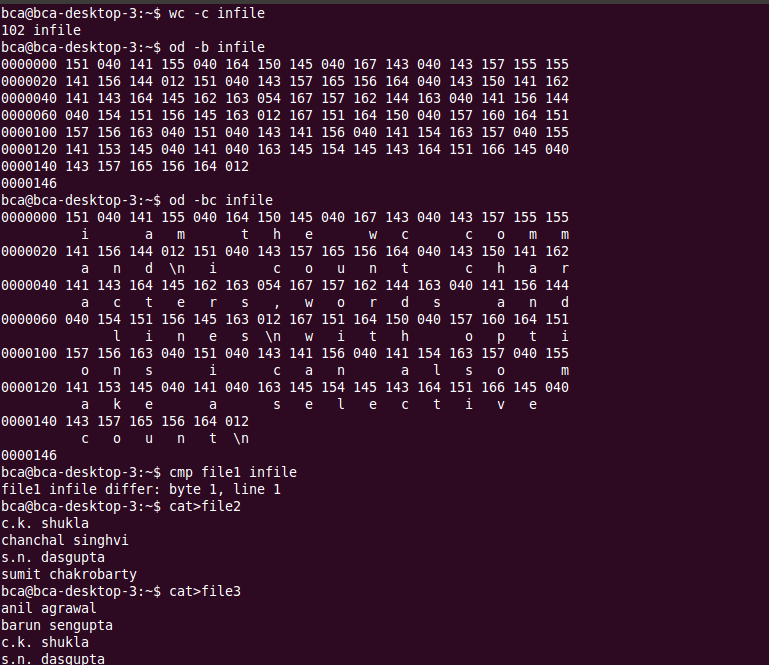 bca@bca-desktop-3:~$ wc -c infile
102 infile
bca@bca-desktop-3:~$ od -b infile
0000000 151 040 141 155 040 164 150 145 040 167 143 040 143 157 155 155
0000020 141 156 144 012 151 040 143 157 165 156 164 040 143 150 141 162
0000040 141 143 164 145 162 163 054 167 157 162 144 163 040 141 156 144
0000060 040 154 151 156 145 163 012 167 151 164 150 040 157 160 164 151
0000100 157 156 163 040 151 040 143 141 156 040 141 154 163 157 040 155
0000120 141 153 145 040 141 040 163 145 154 145 143 164 151 166 145 040
0000140 143 157 165 156 164 012
0000146
bca@bca-desktop-3:~$ od -bc infile
0000000 151 040 141 155 040 164 150 145 040 167 143 040 143 157 155 155
          i       a   m       t   h   e       w   c       c   o   m   m
0000020 141 156 144 012 151 040 143 157 165 156 164 040 143 150 141 162
          a   n   d  \n   i       c   o   u   n   t       c   h   a   r
0000040 141 143 164 145 162 163 054 167 157 162 144 163 040 141 156 144
          a   c   t   e   r   s   ,   w   o   r   d   s       a   n   d
0000060 040 154 151 156 145 163 012 167 151 164 150 040 157 160 164 151
              l   i   n   e   s  \n   w   i   t   h       o   p   t   i
0000100 157 156 163 040 151 040 143 141 156 040 141 154 163 157 040 155
          o   n   s       i       c   a   n       a   l   s   o       m
0000120 141 153 145 040 141 040 163 145 154 145 143 164 151 166 145 040
          a   k   e       a       s   e   l   e   c   t   i   v   e
0000140 143 157 165 156 164 012
          c   o   u   n   t  \n
0000146
bca@bca-desktop-3:~$ cmp file1 infile
file1 infile differ: byte 1, line 1
bca@bca-desktop-3:~$ cat>file2
c.k. shukla
chanchal singhvi
s.n. dasgupta
sumit chakrobarty
bca@bca-desktop-3:~$ cat>file3
anil agrawal
barun sengupta
c.k. shukla
s.n. dasgupta